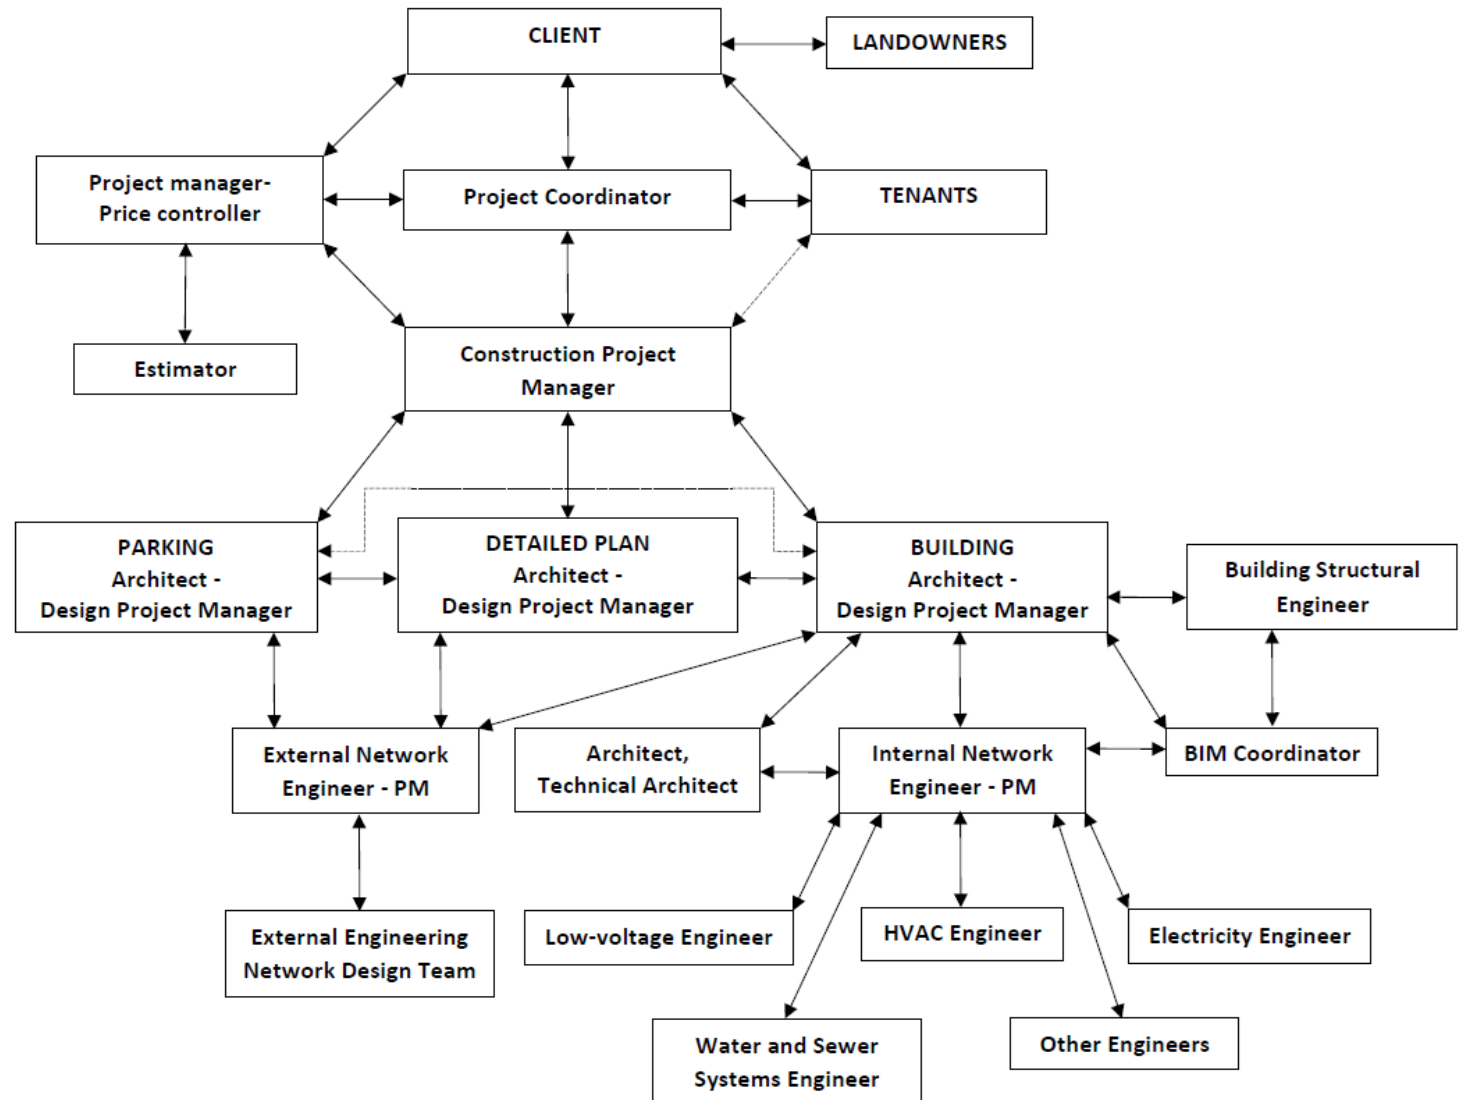 CLIENT
LANDOWNERS
Project manager-
Price controller
Project Coordinator
TENANTS
Estimator
Construction Project
Manager
PARKING
Architect -
Design Project Manager
DETAILED PLAN
Architect -
Design Project Manager
BUILDING
Architect -
Design Project Manager
Building Structural
Engineer
External Network
Engineer - PM
Architect,
Technical Architect
Internal Network
Engineer - PM
BIM Coordinator
External Engineering
Network Design Team
Low-voltage Engineer
HVAC Engineer
Electricity Engineer
Water and Sewer
Systems Engineer
Other Engineers